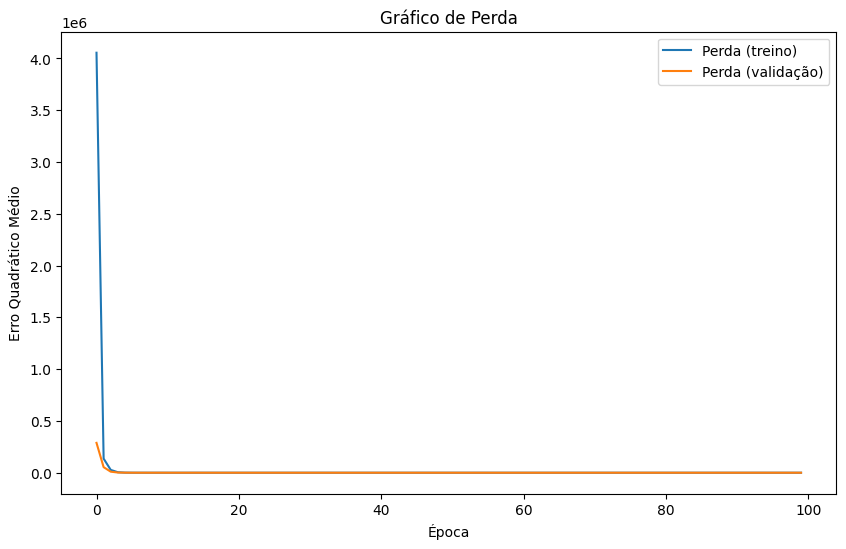 Gráfico de Perda
1e6
Perda (treino)
Perda (validação)
4.0
3.5
3.0
2.5
2.0
1.5
1.0
0.5
0.0
Erro Quadrático Médio
0 20 40 60 80 100
Época